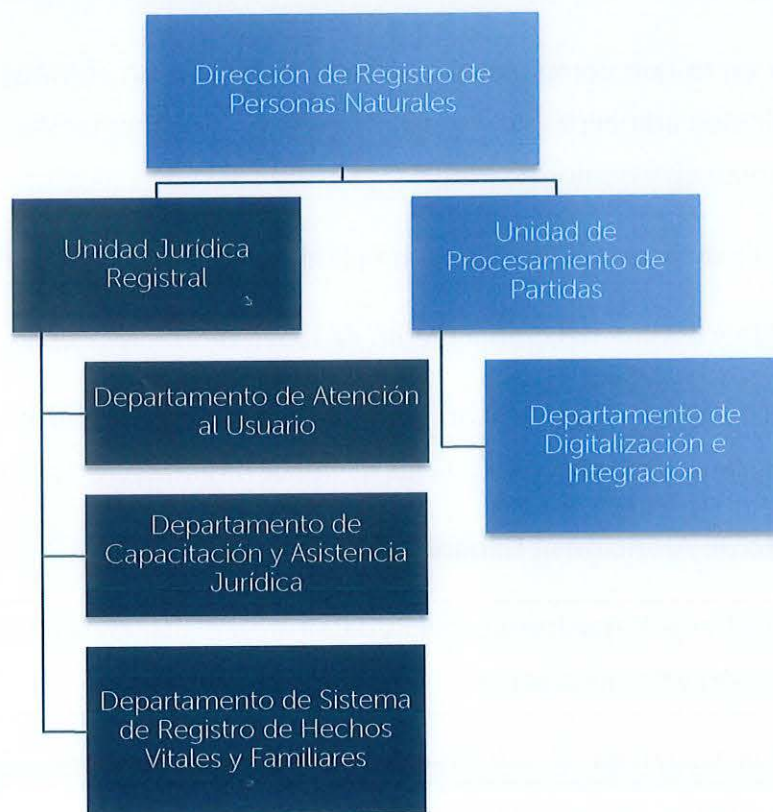 Dirección de Registro de
Personas Naturales
Unidad Jurídica
Registral
Unidad de
Procesamiento de
Partidas
Departamento de Atención
al Usuario
Departamento de
Digitalización e
Integración
Departamento de
Capacitación y Asistencia
Jurídica
Departamento de Sistema
de Registro de Hechos
Vitales y Familiares